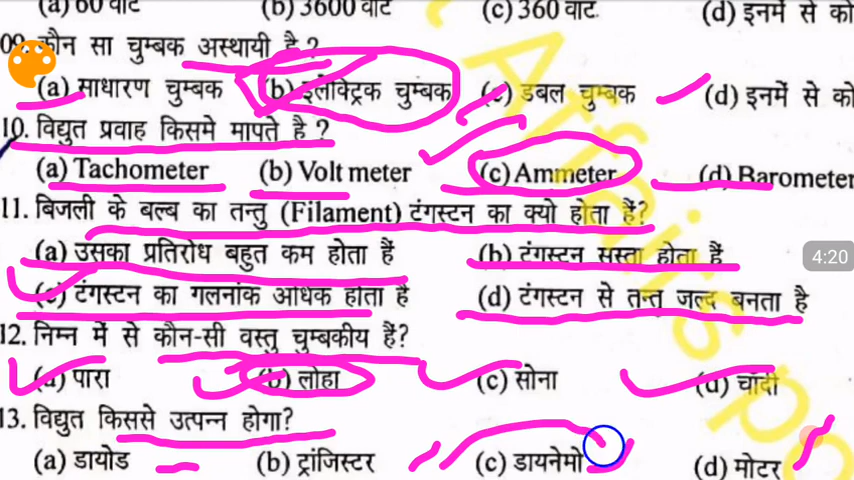 (a) 60 वाट (b) 3600 वाट (c) 360 वाट. (d) इनमें से को
09. कौन सा चुम्बक अस्थायी है ?
(a) माधारण चुम्बक (b) इलेक्ट्रिक चुम्बक (c) डबल चुम्बक (d) इनमें से को
10. विद्युत प्रवाह किसमे मापते है ?
(a) Tachometer (b) Volt meter (c) Ammeter (d) Barometer
11. बिजली के बल्ब का तन्तु (Filament) टंगस्टन का क्यो होता हैं?
(a) उसका प्रतिरोध बहुत कम होता हैं (b) टंगस्टन सस्ता होता हैं
4:20
(c) टंगस्टन का गलनांक अधिक होता है (d) टंगस्टन से तन्त जल्द बनता है
12. निम्न में से कौन-सी वस्तु चुम्बकीय हैं?
(a) पारा (b) लोहा (c) सोना (d) चांदी
13. विद्युत किससे उत्पन्न होगा?
(a) डायोड (b) ट्रांजिस्टर (c) डायनेमो (d) मोटर